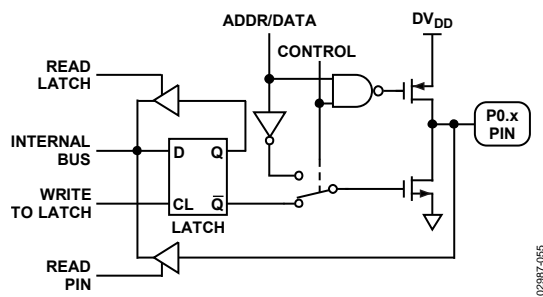 ADDR/DATA
DVDD
CONTROL
READ
LATCH
P0.x
PIN
INTERNAL
BUS
D Q
WRITE
TO LATCH
CL Q̅
LATCH
READ
PIN
02987-055